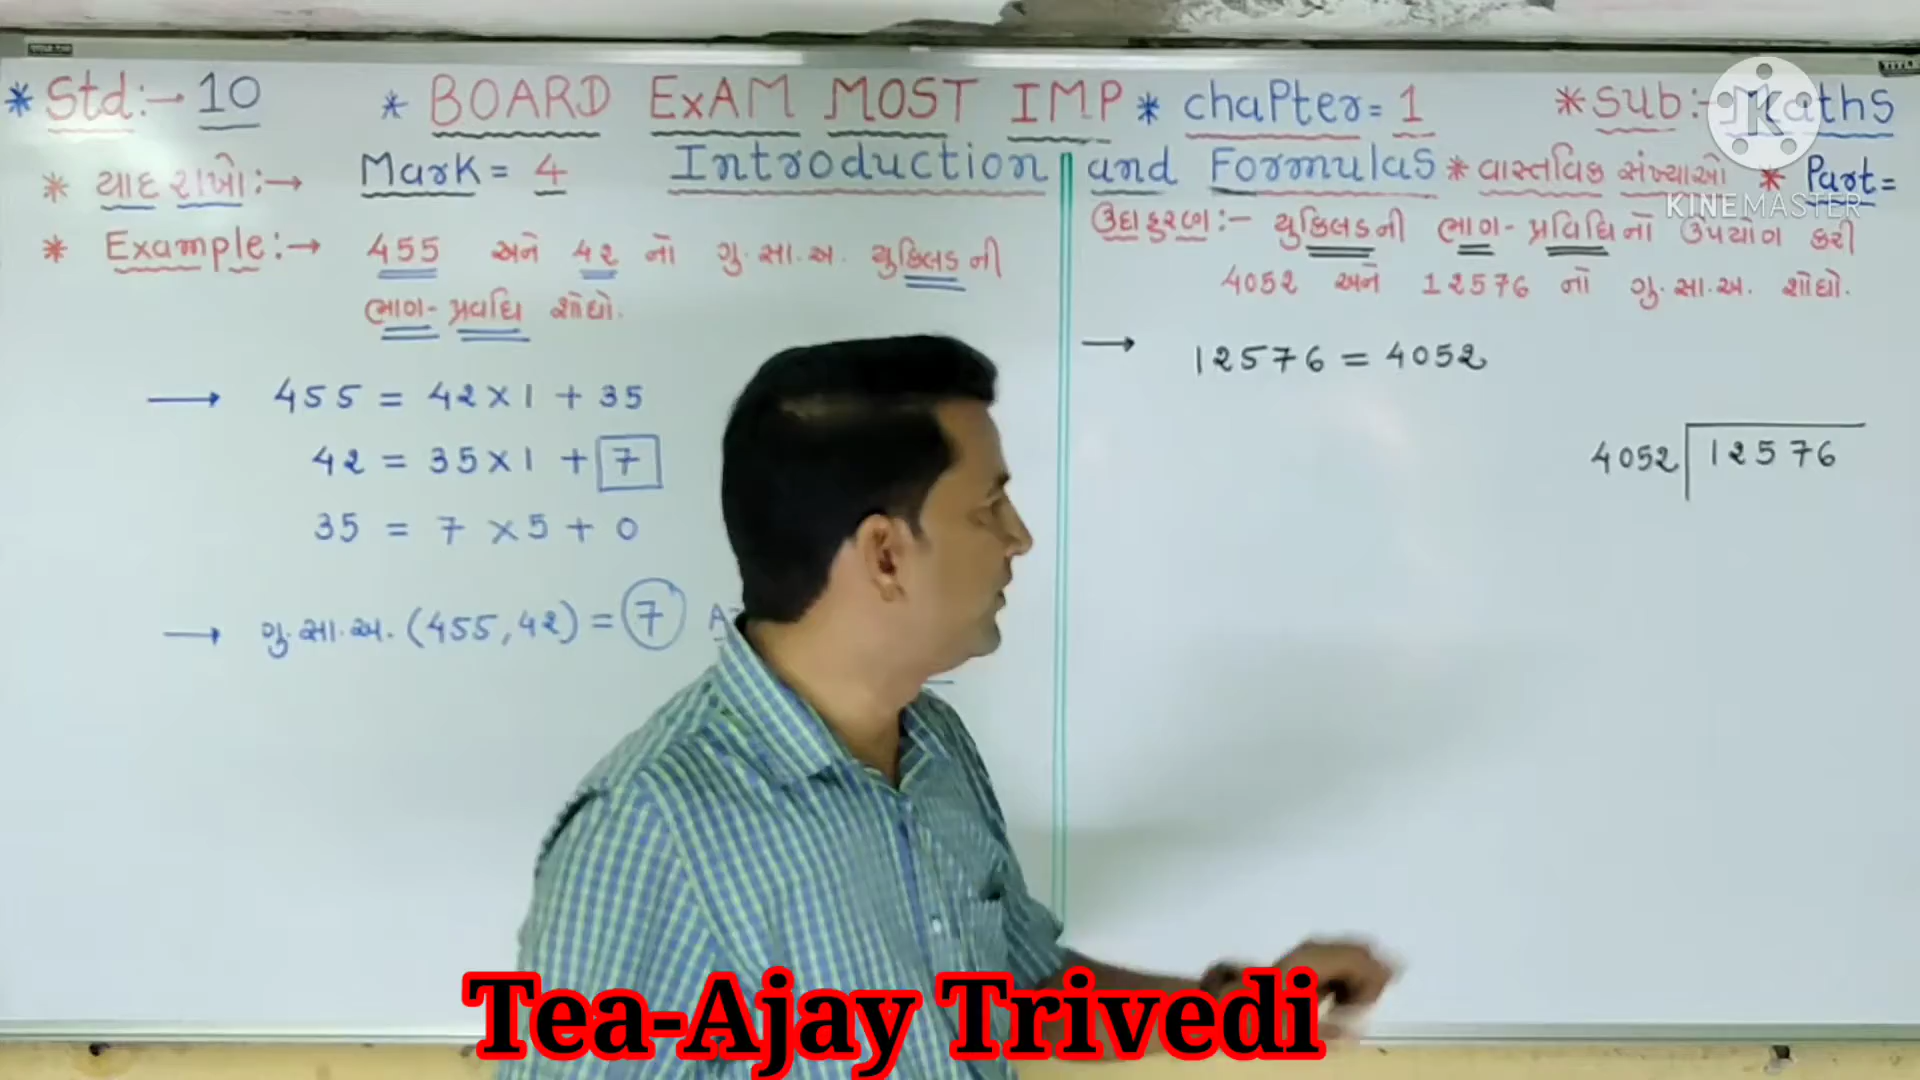 * Std:→ 10 * BOARD EXAM MOST IMP * chapter= 1 * Sub:- Maths
* યાદ રાખો:→ Mark = 4 Introduction and Formulas * વાસ્તવિક સંખ્યાઓ * Part=
KINEMASTER
* Example:→ 455 અને 42 નો ગુ.સા.અ. યુક્લિડની
ભાગ-પ્રવિધિ શોધો.
→ 455 = 42 × 1 + 35
42 = 35 × 1 + 7
35 = 7 × 5 + 0
→ ગુ.સા.અ. (455, 42) = 7
ઉદાહરણ:- યુક્લિડની ભાગ-પ્રવિધિનો ઉપયોગ કરી
4052 અને 12576 નો ગુ.સા.અ. શોધો.
→ 12576 = 4052
4052 12576
Tea-Ajay Trivedi